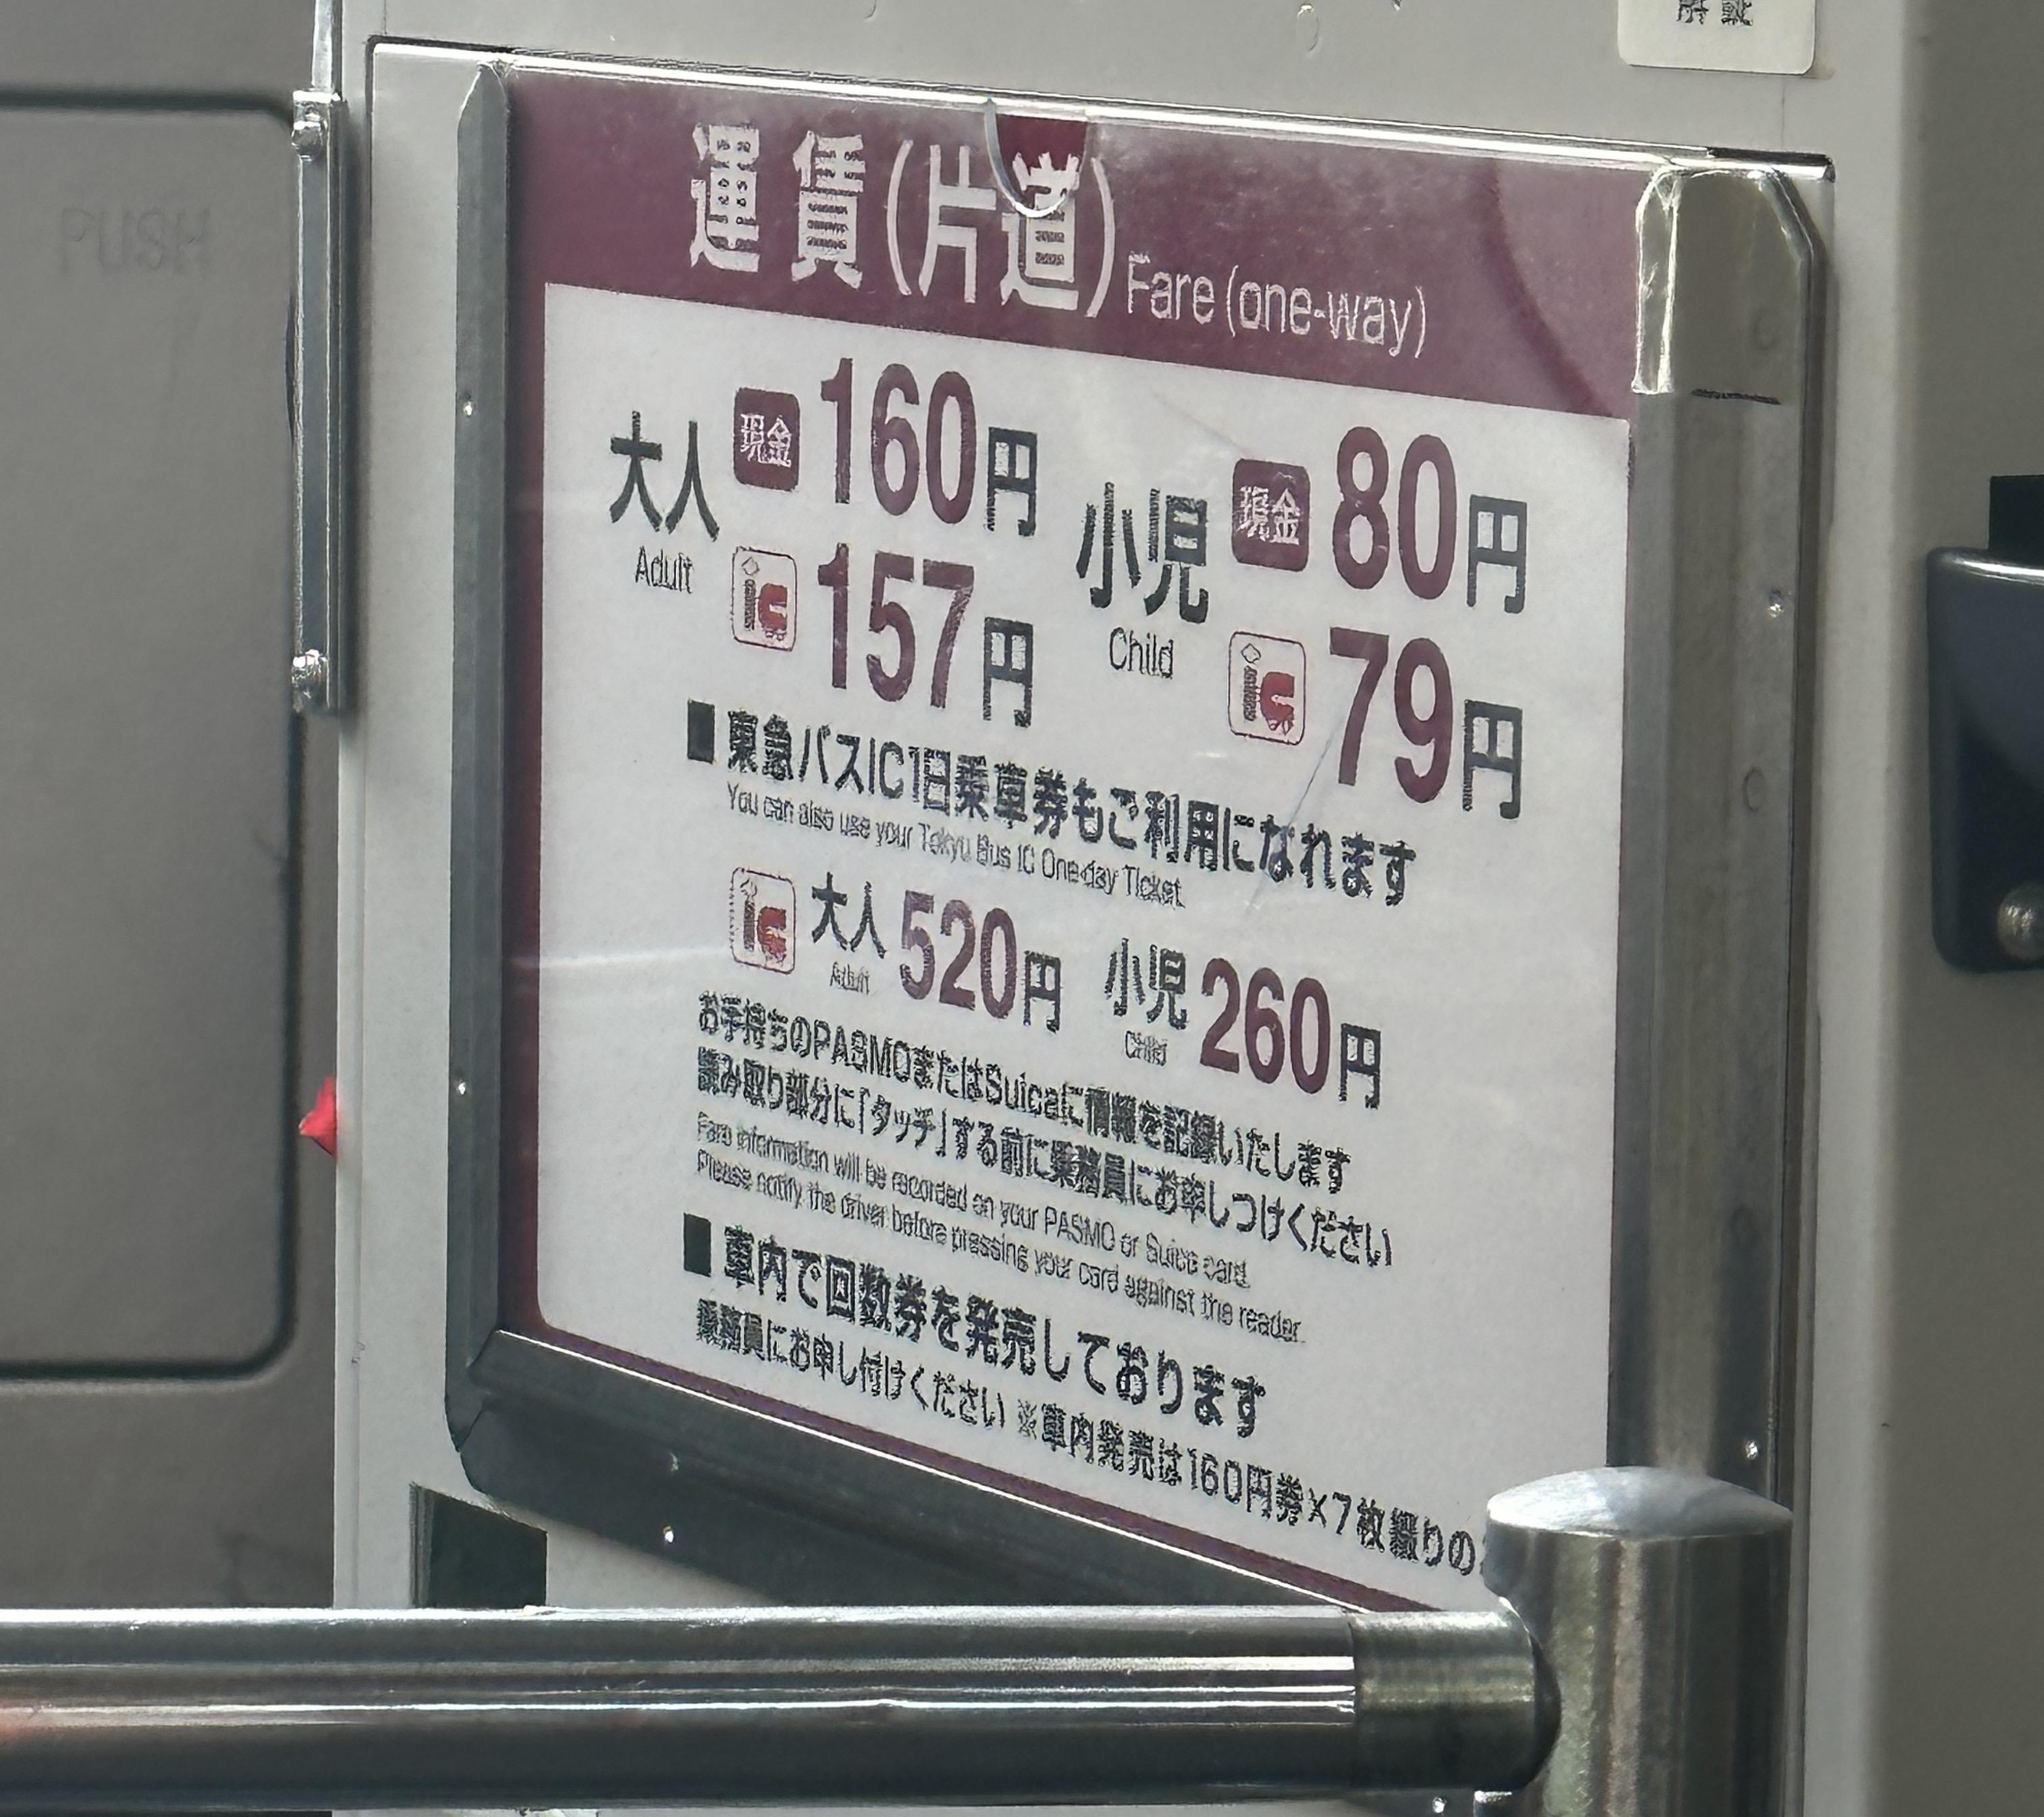 PUSH
運賃(片道) Fare (one-way)
大人 現金 160円 小児 現金 80円
Adult ic 157円 Child ic 79円
■東急バスIC1日乗車券もご利用になれます
You can also use your Tokyu Bus IC One-day Ticket.
ic 大人 520円 小児 260円
Adult Child
お手持ちのPASMOまたはSuicaに情報を記録いたします
読み取り部分に「タッチ」する前に乗務員にお申しつけください
Fare information will be recorded on your PASMO or Suica card.
Please notify the driver before pressing your card against the reader.
■車内で回数券を発売しております
乗務員にお申し付けください ※車内発売は160円券×7枚綴りの